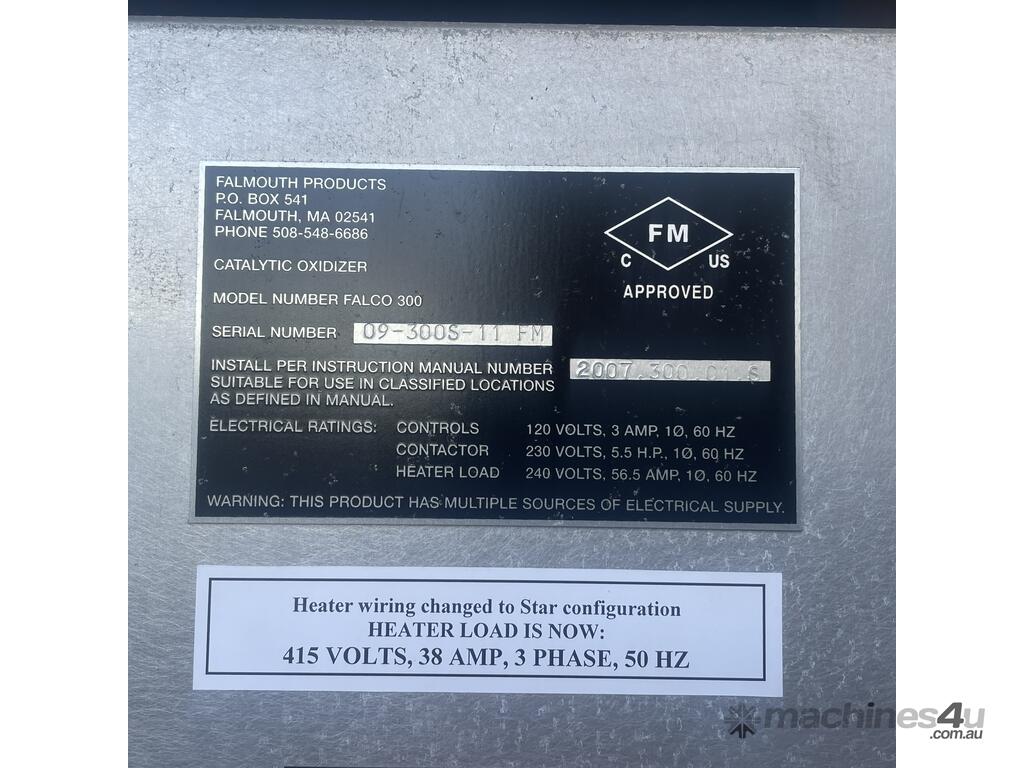 FALMOUTH PRODUCTS
P.O. BOX 541
FALMOUTH, MA 02541
PHONE 508-548-6686
CATALYTIC OXIDIZER
MODEL NUMBER FALCO 300
SERIAL NUMBER 09-300S-11 FM
FM
C US
APPROVED
INSTALL PER INSTRUCTION MANUAL NUMBER 2007.300.01.S
SUITABLE FOR USE IN CLASSIFIED LOCATIONS
AS DEFINED IN MANUAL.
ELECTRICAL RATINGS: CONTROLS 120 VOLTS, 3 AMP, 1Ø, 60 HZ
CONTACTOR 230 VOLTS, 5.5 H.P., 1Ø, 60 HZ
HEATER LOAD 240 VOLTS, 56.5 AMP, 1Ø, 60 HZ
WARNING: THIS PRODUCT HAS MULTIPLE SOURCES OF ELECTRICAL SUPPLY.
Heater wiring changed to Star configuration
HEATER LOAD IS NOW:
415 VOLTS, 38 AMP, 3 PHASE, 50 HZ
machines4u
.com.au